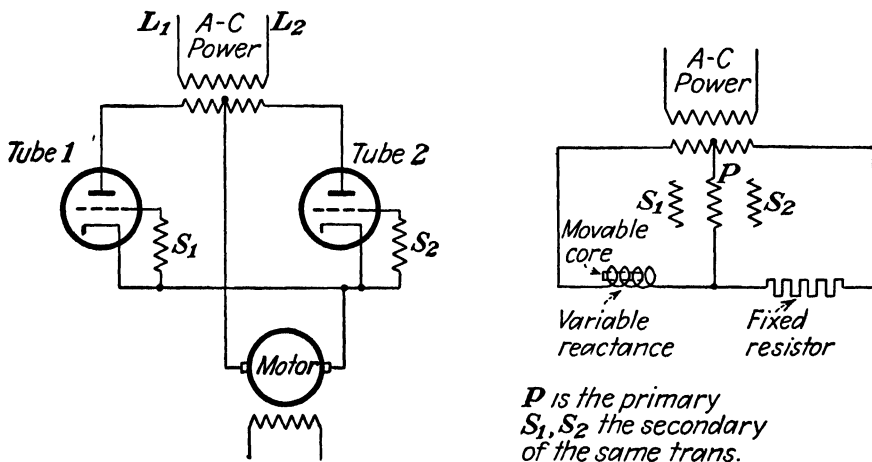 L₁ A-C L₂
Power
Tube 1
Tube 2
S₁
S₂
Motor
A-C
Power
P
S₁
S₂
Movable
core
Variable
reactance
Fixed
resistor
P is the primary
S₁, S₂ the secondary
of the same trans.